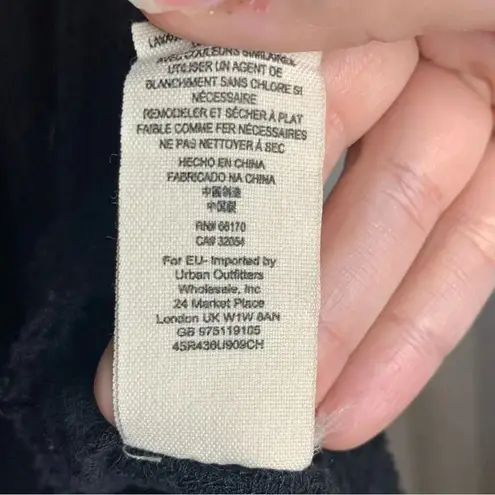 AVEC COULEURS SIMILAIRES
UTILISER UN AGENT DE
BLANCHIMENT SANS CHLORE SI
NÉCESSAIRE
REMODELER ET SÉCHER À PLAT
FAIBLE COMME FER NÉCESSAIRES
NE PAS NETTOYER À SEC
HECHO EN CHINA
FABRICADO NA CHINA
中國制造
中国製
RN# 66170
CA# 32054
For EU- Imported by
Urban Outfitters
Wholesale, Inc
24 Market Place
London UK W1W 8AN
GB 975119105
45R436U909CH